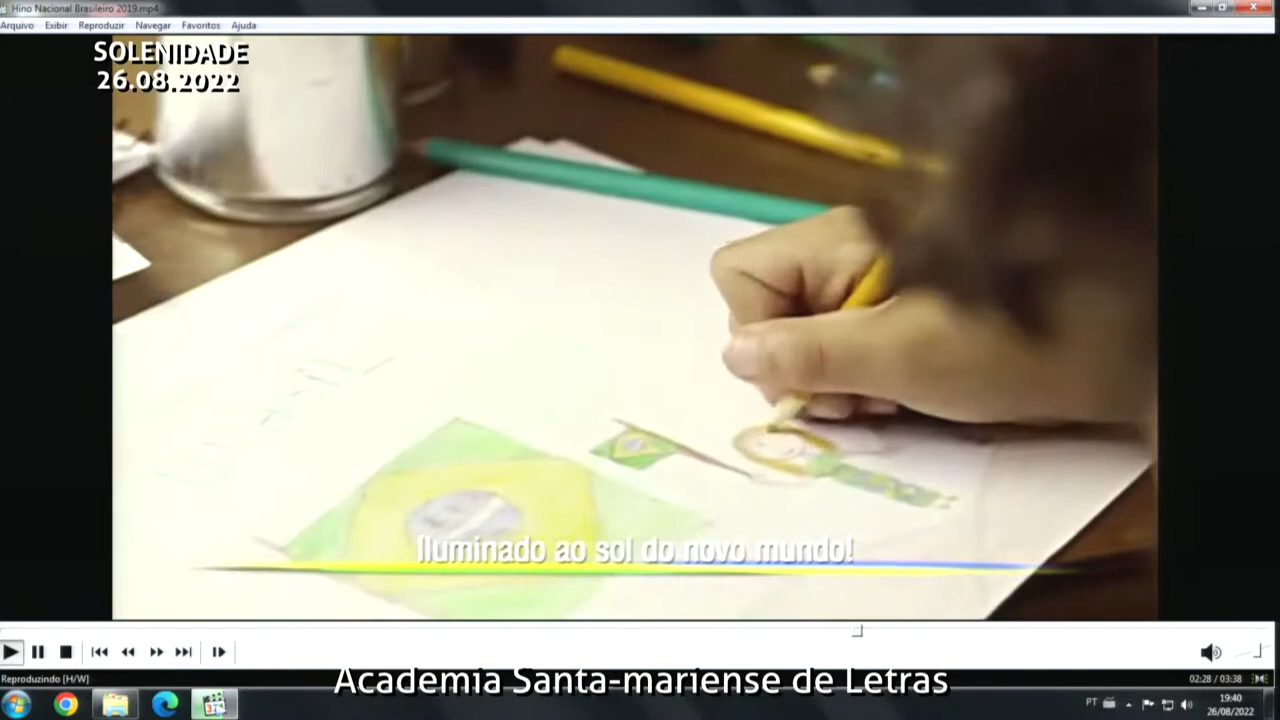 Hino Nacional Brasileiro 2019.mp4
Arquivo Exibir Reproduzir Navegar Favoritos Ajuda
SOLENIDADE
26.08.2022
Iluminado ao sol do novo mundo!
Academia Santa-mariense de Letras
Reproduzindo [H/W]
02:28 / 03:38
PT
19:40
26/08/2022